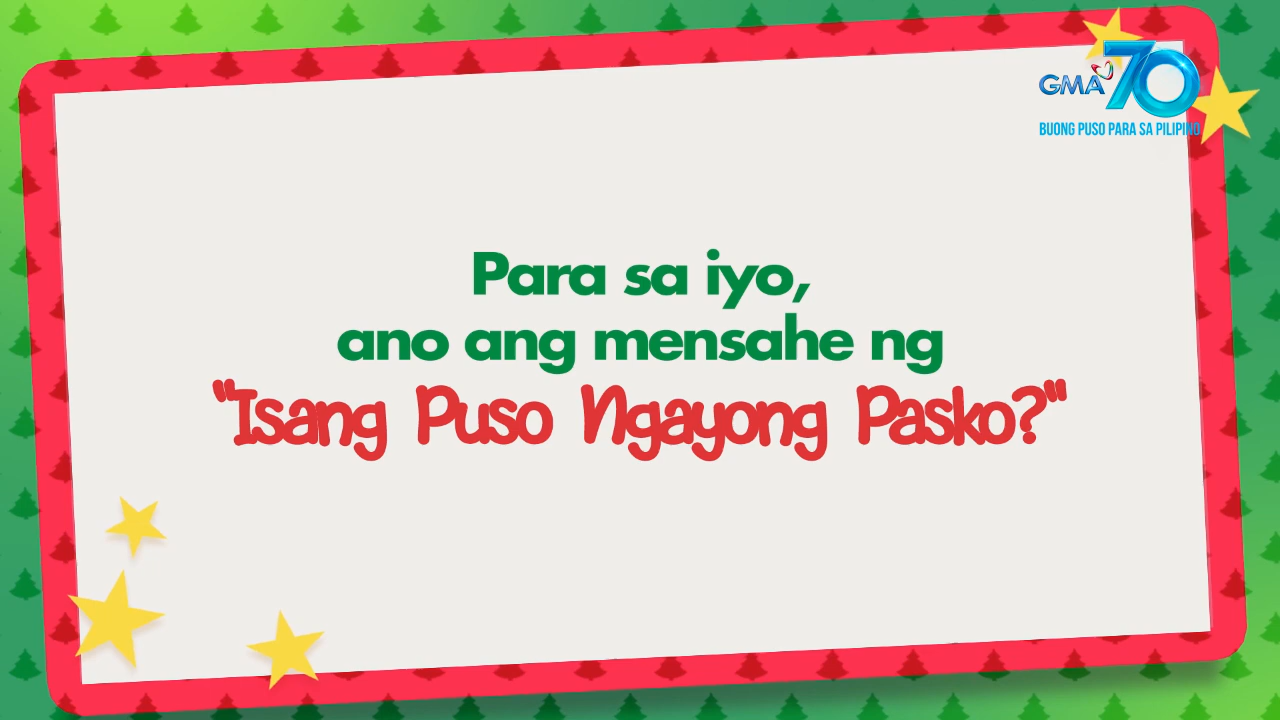 GMA 70
BUONG PUSO PARA SA PILIPINO
Para sa iyo,
ano ang mensahe ng
"Isang Puso Ngayong Pasko?"